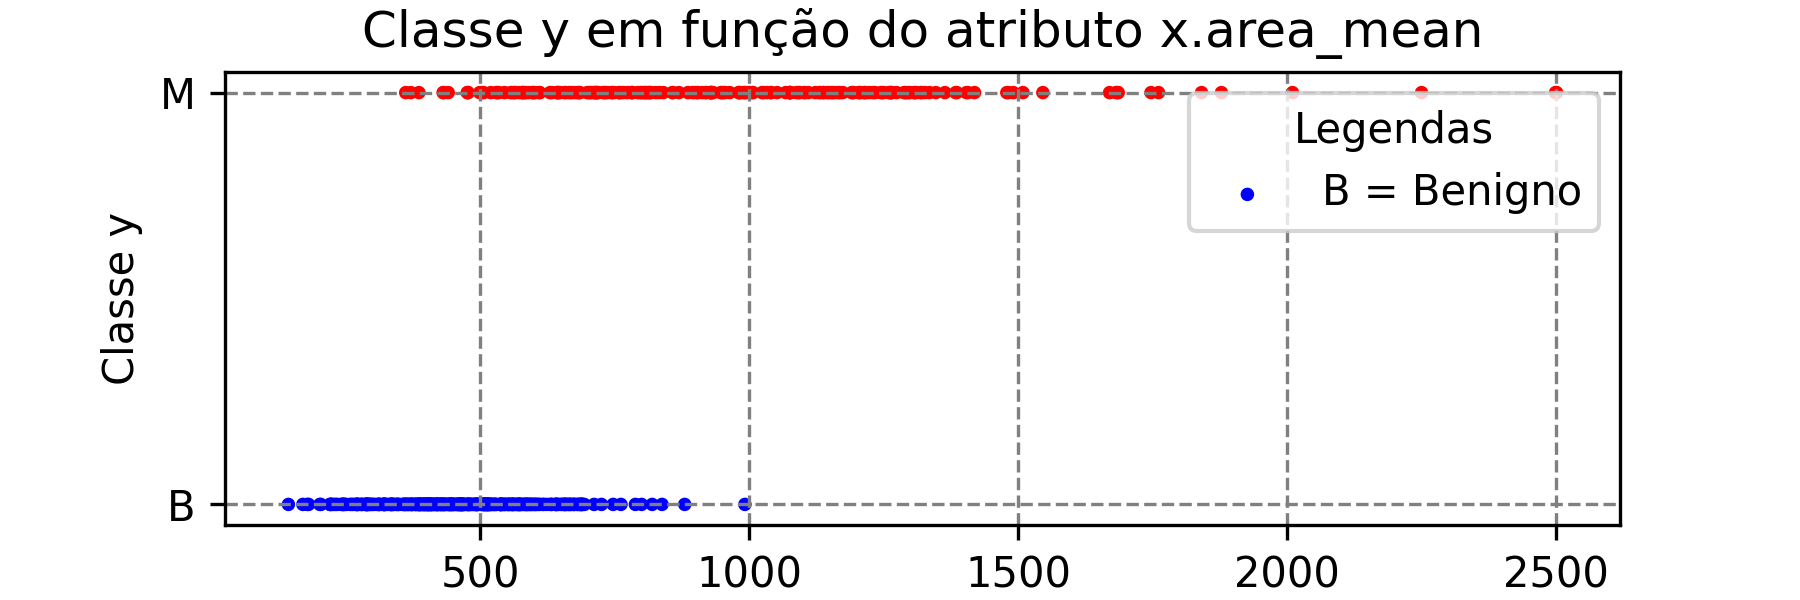 Classe y em função do atributo x.area_mean
M
Legendas
B = Benigno
Classe y
B
500 1000 1500 2000 2500